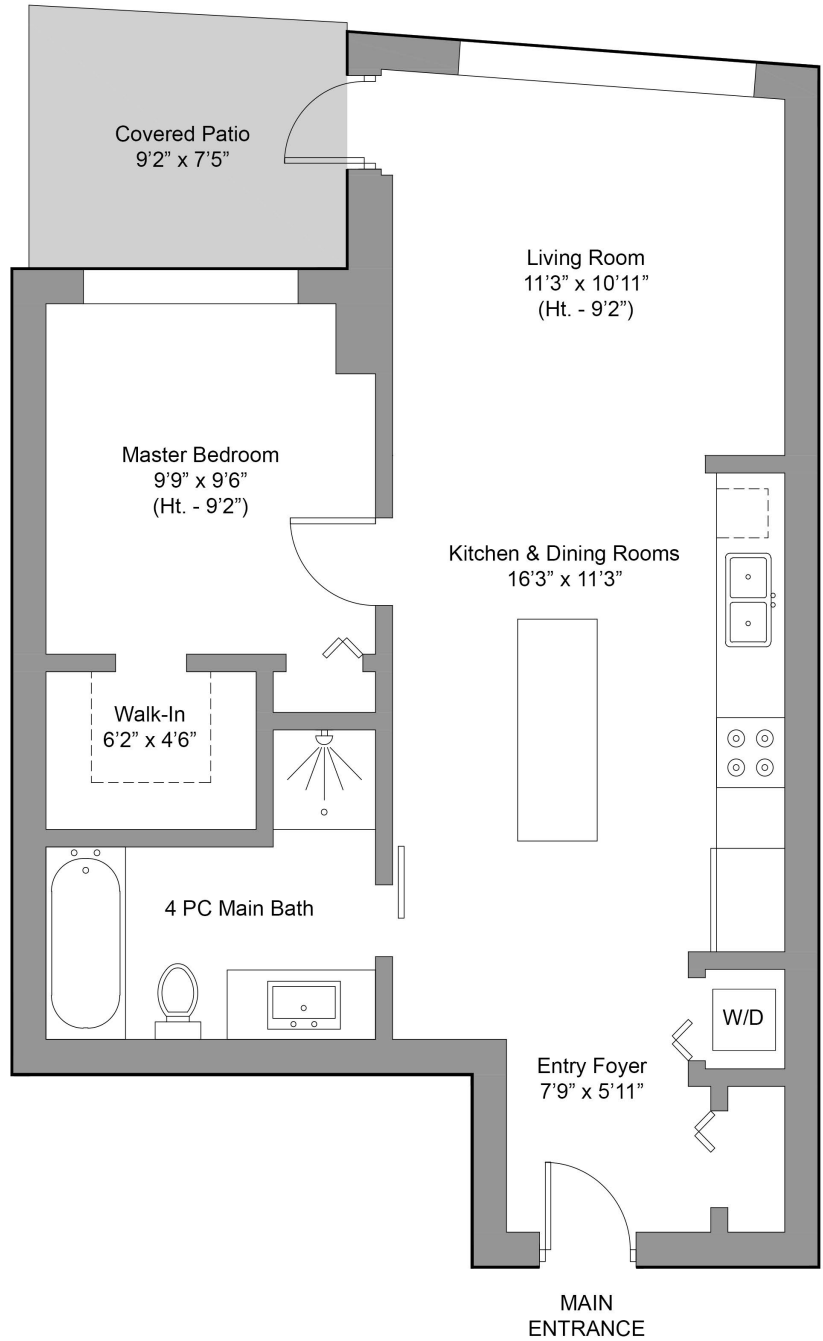 Covered Patio
9’2” x 7’5”
Living Room
11’3” x 10’11”
(Ht. - 9’2”)
Master Bedroom
9’9” x 9’6”
(Ht. - 9’2”)
Kitchen & Dining Rooms
16’3” x 11’3”
Walk-In
6’2” x 4’6”
4 PC Main Bath
W/D
Entry Foyer
7’9” x 5’11”
MAIN
ENTRANCE